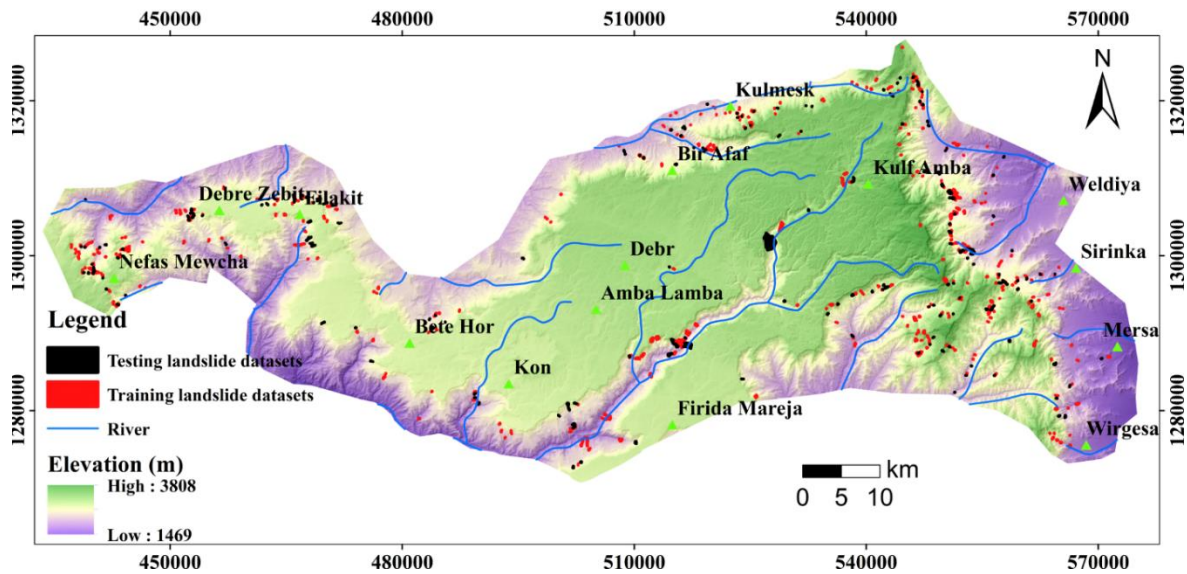 450000 480000 510000 540000 570000
N
1320000 1320000
Kulmesk
Bir Afaf
Kulf Amba
Weldiya
Debre Zebit Filakit
1300000 1300000
Nefas Mewcha
Debr
Sirinka
Amba Lamba
Bete Hor
Mersa
Kon
1280000 1280000
Firida Mareja
Wirgesa
Legend
Testing landslide datasets
Training landslide datasets
River
Elevation (m)
High : 3808
Low : 1469
km
0 5 10
450000 480000 510000 540000 570000